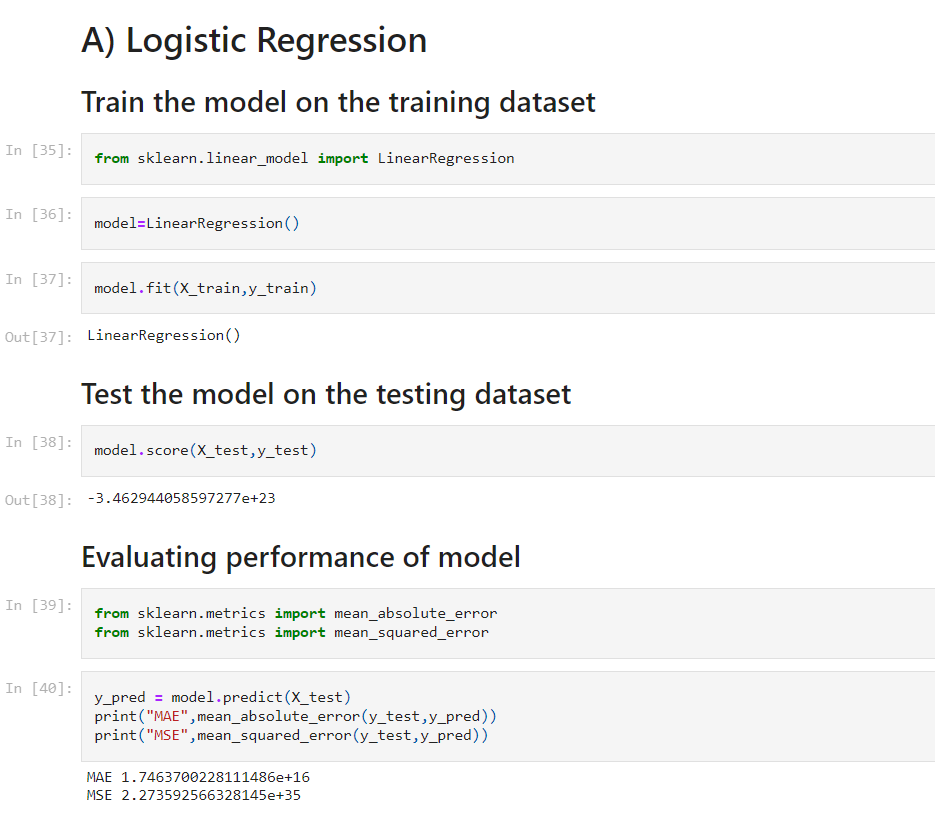 A) Logistic Regression
Train the model on the training dataset
In [35]:
from sklearn.linear_model import LinearRegression
In [36]:
model=LinearRegression()
In [37]:
model.fit(X_train,y_train)
Out[37]:
LinearRegression()
Test the model on the testing dataset
In [38]:
model.score(X_test,y_test)
Out[38]:
-3.462944058597277e+23
Evaluating performance of model
In [39]:
from sklearn.metrics import mean_absolute_error
from sklearn.metrics import mean_squared_error
In [40]:
y_pred = model.predict(X_test)
print("MAE",mean_absolute_error(y_test,y_pred))
print("MSE",mean_squared_error(y_test,y_pred))
MAE 1.7463700228111486e+16
MSE 2.273592566328145e+35